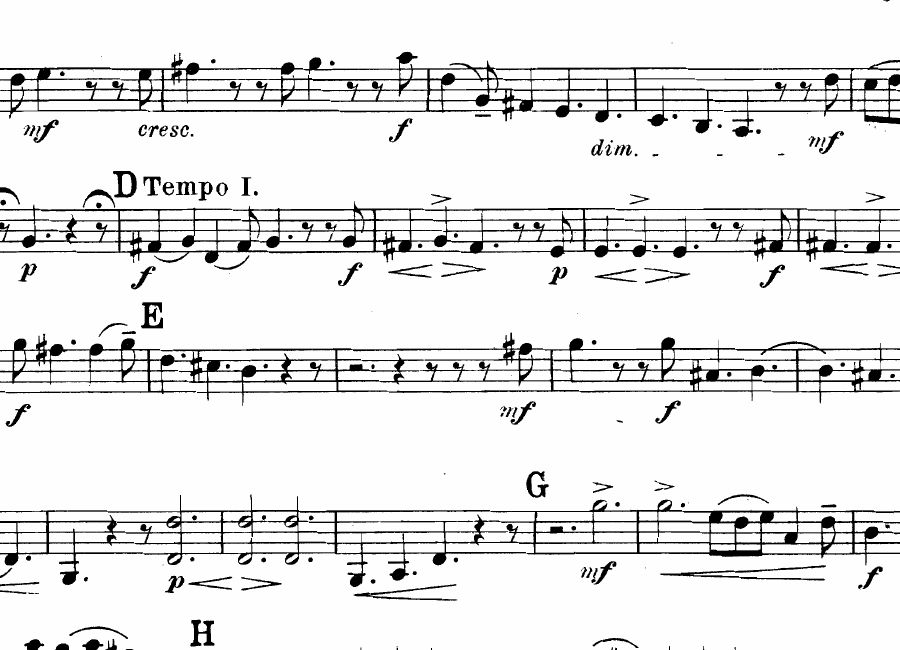 mf cresc. f dim. mf
D Tempo I.
p f f p f
E
f mf f
G
p mf f
H